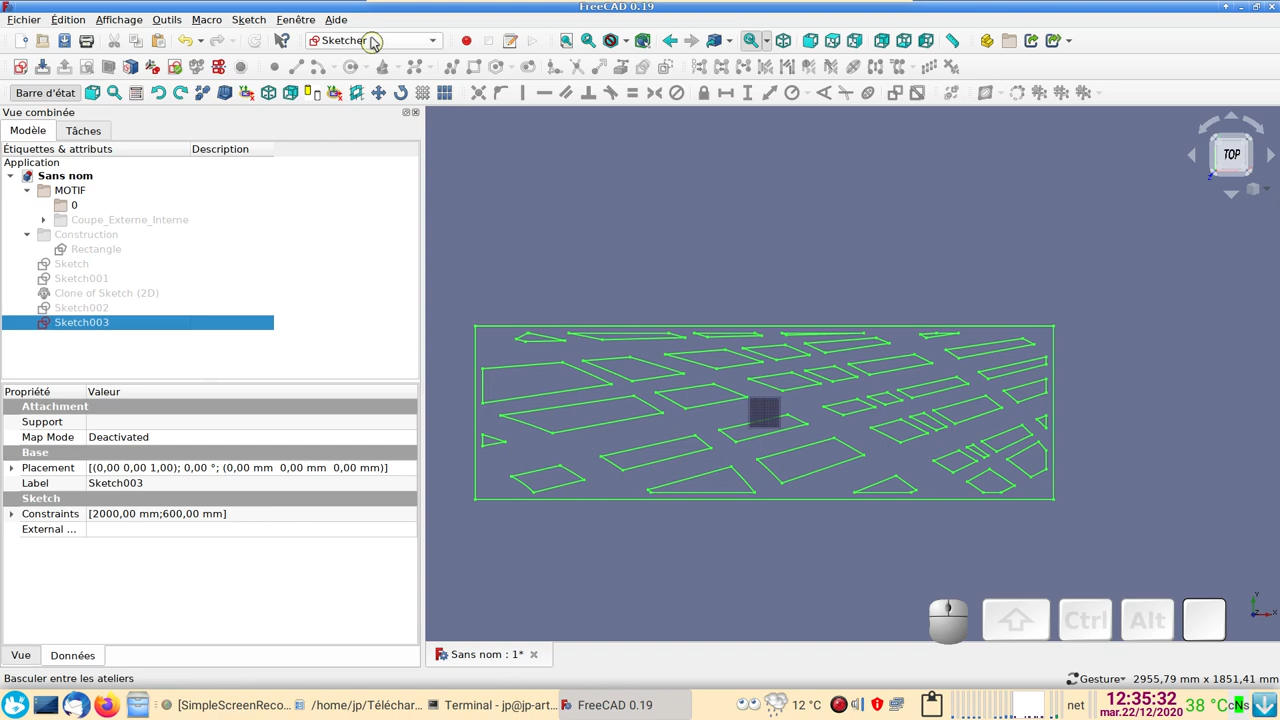 FreeCAD 0.19
Fichier Édition Affichage Outils Macro Sketch Fenêtre Aide
Sketcher
Barre d'état
Vue combinée
Modèle Tâches
Étiquettes & attributs Description
Application
Sans nom
MOTIF
0
Coupe_Externe_Interne
Construction
Rectangle
Sketch
Sketch001
Clone of Sketch (2D)
Sketch002
Sketch003
TOP
Propriété Valeur
Attachment
Support
Map Mode Deactivated
Base
Placement [(0,00 0,00 1,00); 0,00 °; (0,00 mm 0,00 mm 0,00 mm)]
Label Sketch003
Sketch
Constraints [2000,00 mm;600,00 mm]
External ...
Ctrl Alt
Vue Données
Sans nom : 1*
Basculer entre les ateliers
Gesture 2955,79 mm x 1851,41 mm
[SimpleScreenReco... /home/jp/Téléchar... Terminal - jp@jp-art... FreeCAD 0.19
12 °C
12:35:32
mar.22/12/2020
net
38 °C